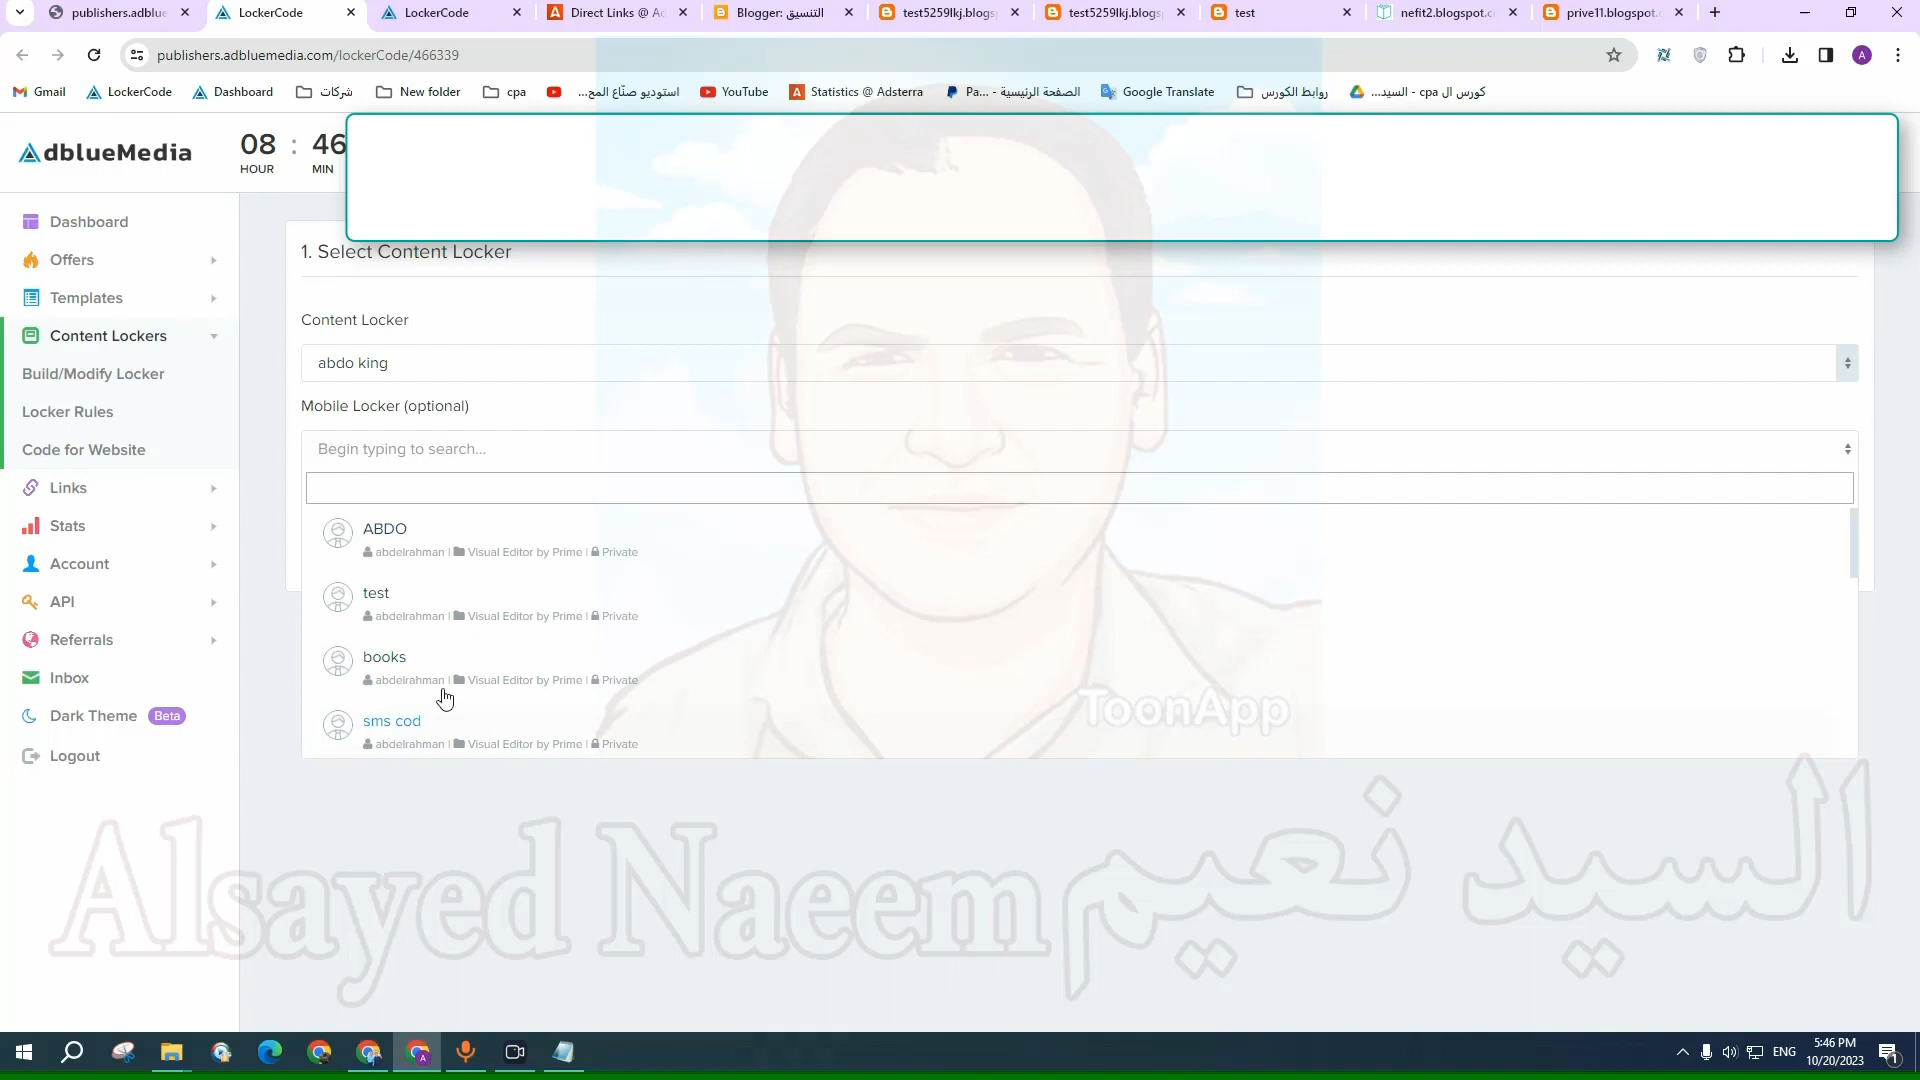 publishers.adblue
LockerCode
LockerCode
Direct Links @ Ad
Blogger: التنسيق
test5259lkj.blogs
test5259lkj.blogs
test
nefit2.blogspot.c
prive11.blogspot.c
publishers.adbluemedia.com/lockerCode/466339
A
Gmail
LockerCode
Dashboard
شركات
New folder
cpa
استوديو صنّاع المح...
YouTube
Statistics @ Adsterra
الصفحة الرئيسية - Pa...
Google Translate
روابط الكورس
كورس ال cpa - السيد...
dblueMedia
08 : 46
HOUR MIN
Dashboard
Offers
Templates
Content Lockers
Build/Modify Locker
Locker Rules
Code for Website
Links
Stats
Account
API
Referrals
Inbox
Dark Theme Beta
Logout
1. Select Content Locker
Content Locker
abdo king
Mobile Locker (optional)
Begin typing to search...
ABDO
abdelrahman | Visual Editor by Prime | Private
test
abdelrahman | Visual Editor by Prime | Private
books
abdelrahman | Visual Editor by Prime | Private
sms cod
abdelrahman | Visual Editor by Prime | Private
ToonApp
Alsayed Naeem السيد نعيم
ENG
5:46 PM
10/20/2023
1